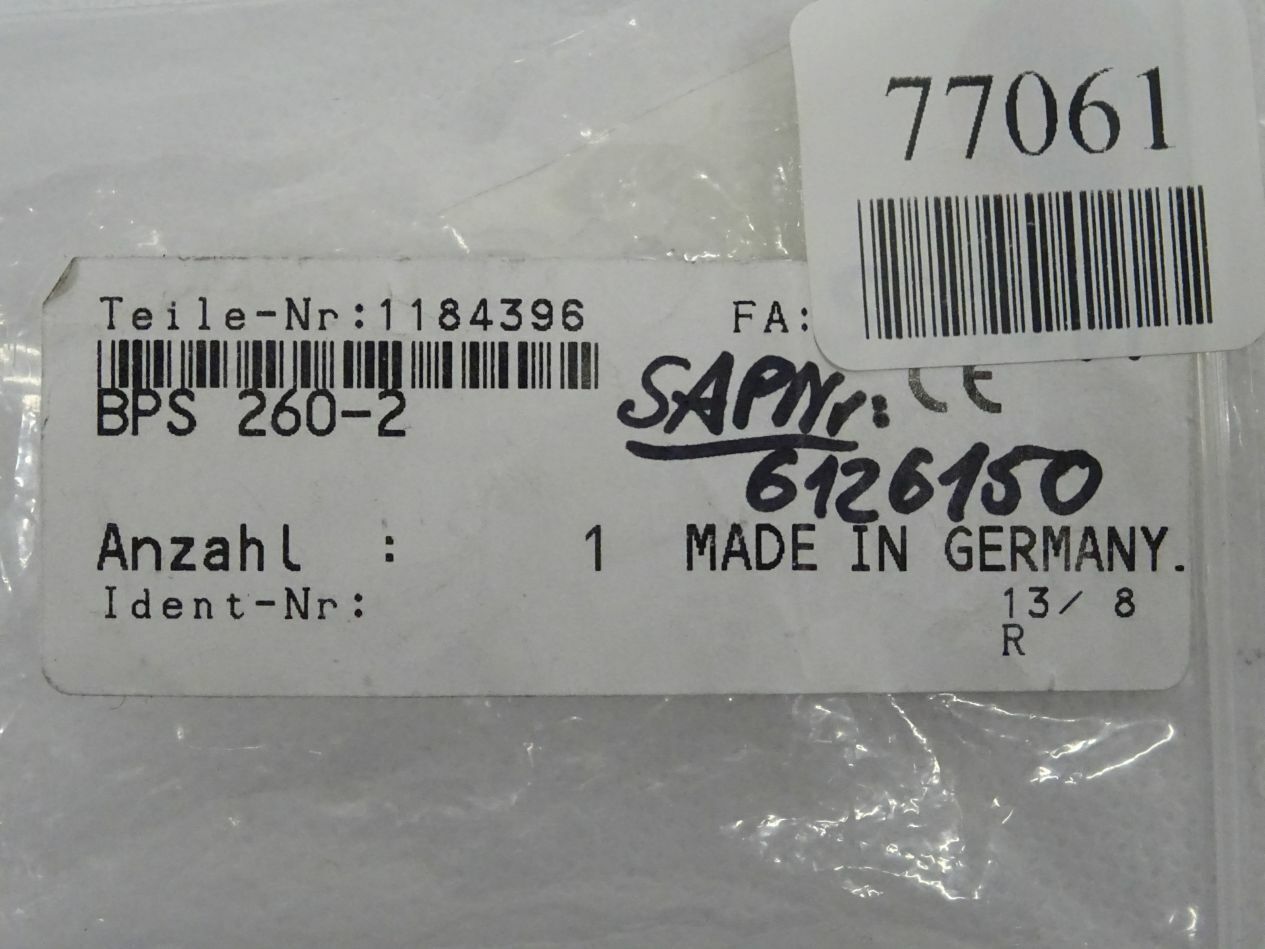 77061
Teile-Nr:1184396 FA:
BPS 260-2 SAPNr: CE
6126150
Anzahl : 1 MADE IN GERMANY.
Ident-Nr: 13/ 8
R